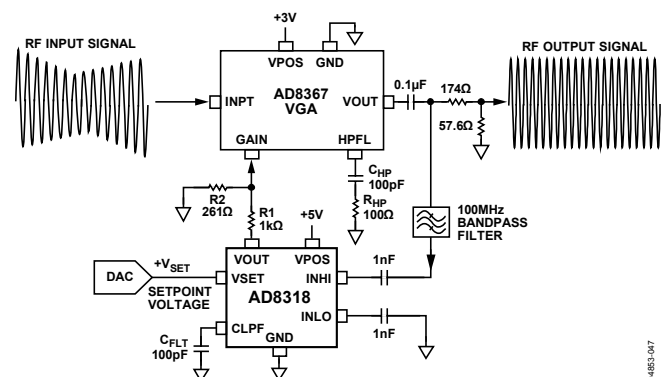 RF INPUT SIGNAL
+3V
RF OUTPUT SIGNAL
VPOS GND
AD8367
VGA
INPT
VOUT
0.1µF
174Ω
57.6Ω
GAIN
HPFL
CHP
100pF
RHP
100Ω
R2
261Ω
R1
1kΩ
+5V
100MHz
BANDPASS
FILTER
VOUT VPOS
DAC
+VSET
SETPOINT
VOLTAGE
VSET
INHI
1nF
AD8318
INLO
1nF
CLPF
GND
CFLT
100pF
04853-047